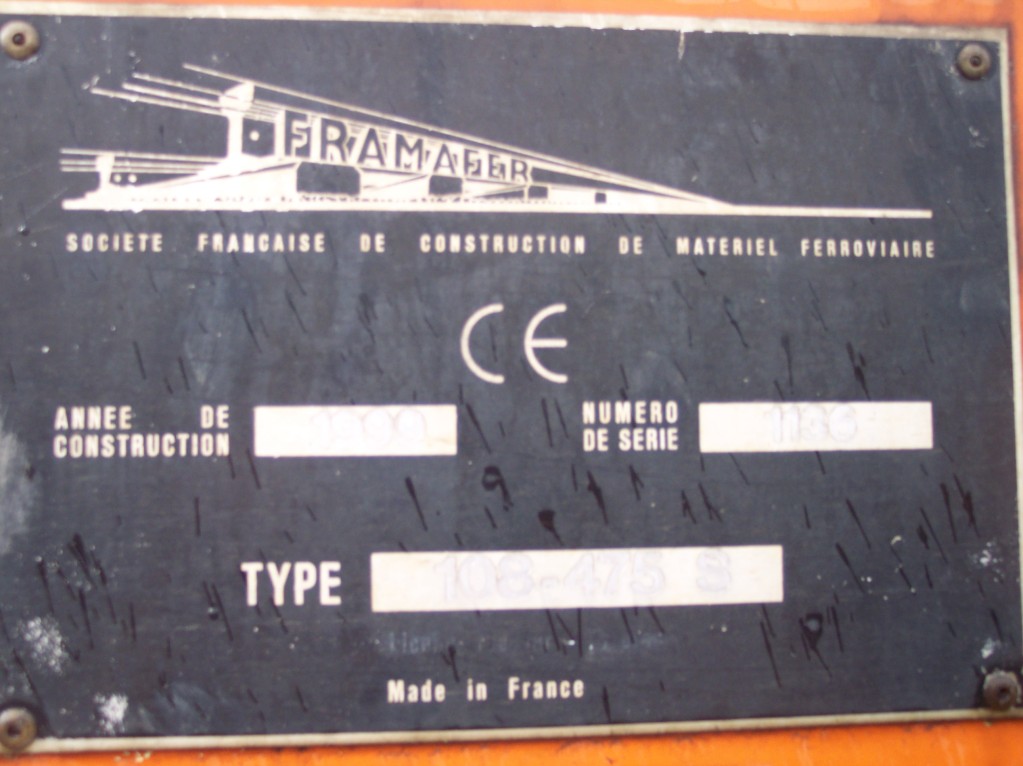 FRAMAFER
SOCIETE FRANCAISE DE CONSTRUCTION DE MATERIEL FERROVIAIRE
CE
ANNEE DE CONSTRUCTION 1999
NUMERO DE SERIE
TYPE 108-475 S
Made in France